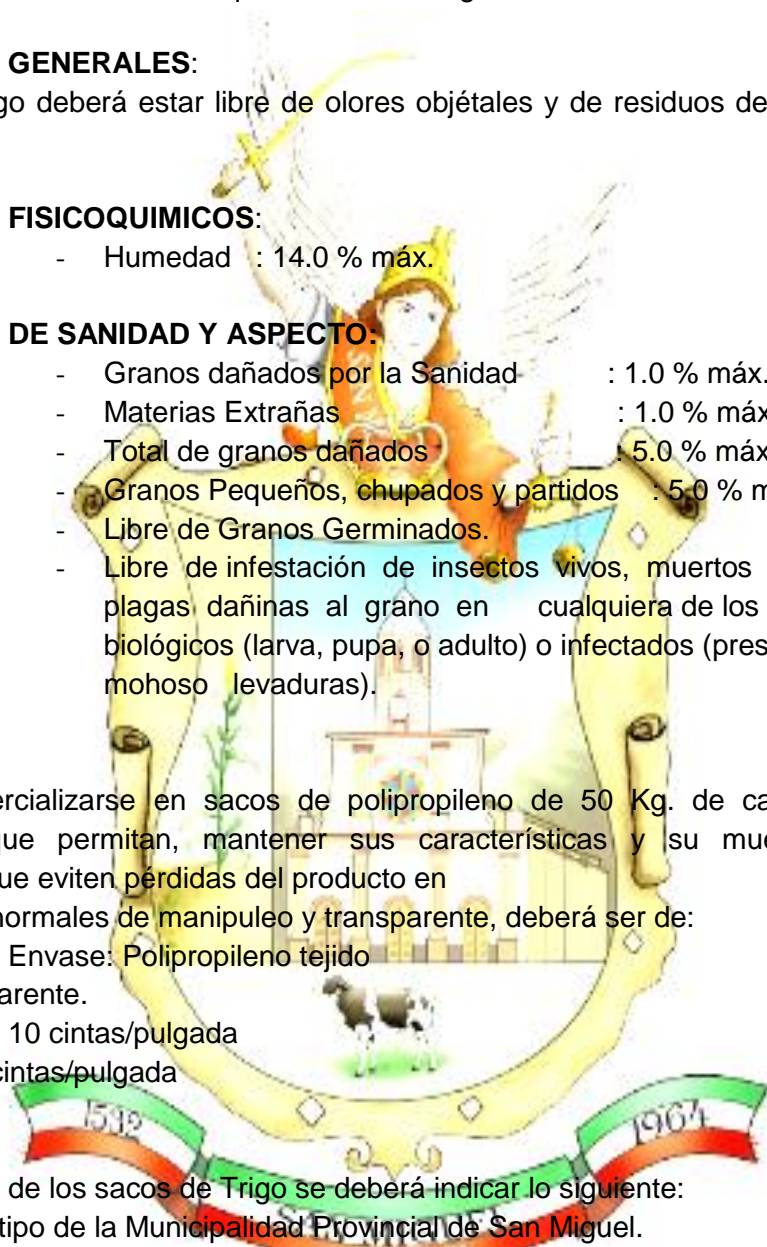 GENERALES:
go deberá estar libre de olores objétales y de residuos de
FISICOQUIMICOS:
- Humedad : 14.0 % máx.
DE SANIDAD Y ASPECTO:
- Granos dañados por la Sanidad : 1.0 % máx.
- Materias Extrañas : 1.0 % máx
- Total de granos dañados : 5.0 % máx
- Granos Pequeños, chupados y partidos : 5.0 % m
- Libre de Granos Germinados.
- Libre de infestación de insectos vivos, muertos
plagas dañinas al grano en cualquiera de los
biológicos (larva, pupa, o adulto) o infectados (pres
mohoso levaduras).
ercializarse en sacos de polipropileno de 50 Kg. de ca
que permitan, mantener sus características y su mue
ue eviten pérdidas del producto en
normales de manipuleo y transparente, deberá ser de:
Envase: Polipropileno tejido
arente.
10 cintas/pulgada
cintas/pulgada
1532 1964
de los sacos de Trigo se deberá indicar lo siguiente:
tipo de la Municipalidad Provincial de San Miguel.